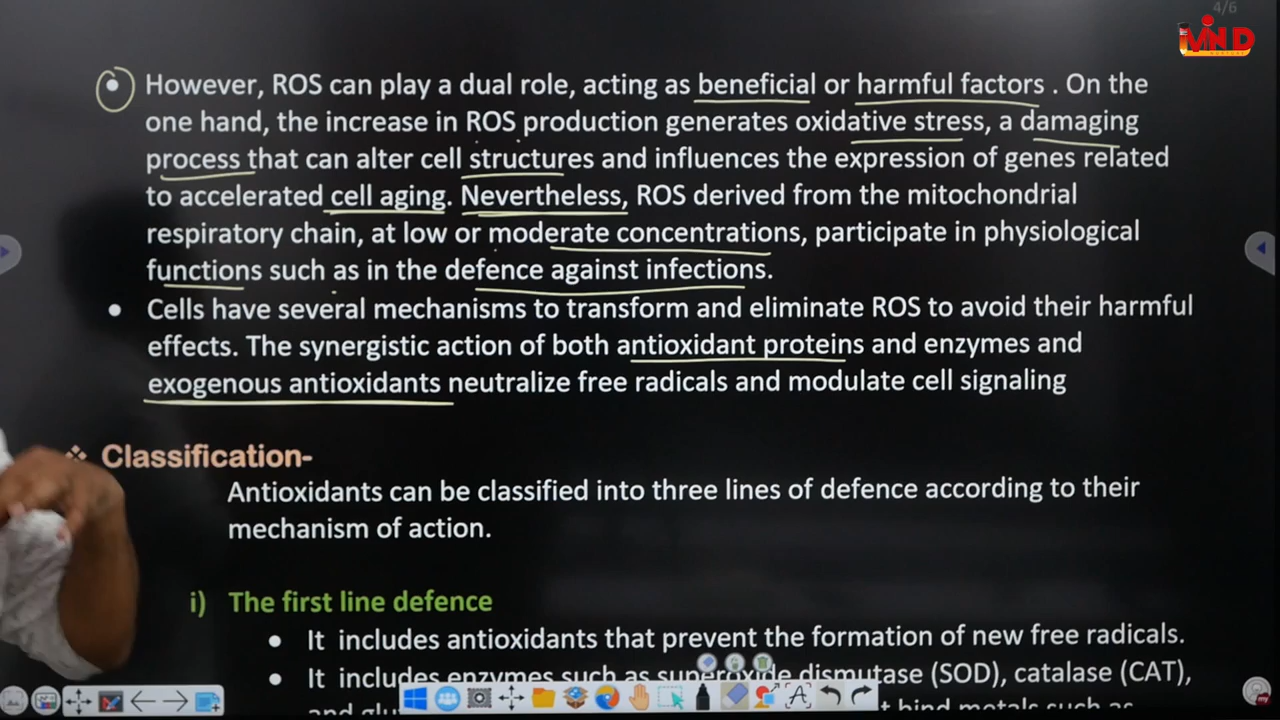 4/6
MIND
• However, ROS can play a dual role, acting as beneficial or harmful factors . On the
one hand, the increase in ROS production generates oxidative stress, a damaging
process that can alter cell structures and influences the expression of genes related
to accelerated cell aging. Nevertheless, ROS derived from the mitochondrial
respiratory chain, at low or moderate concentrations, participate in physiological
functions such as in the defence against infections.
• Cells have several mechanisms to transform and eliminate ROS to avoid their harmful
effects. The synergistic action of both antioxidant proteins and enzymes and
exogenous antioxidants neutralize free radicals and modulate cell signaling
❖ Classification-
Antioxidants can be classified into three lines of defence according to their
mechanism of action.
i) The first line defence
• It includes antioxidants that prevent the formation of new free radicals.
• It includes enzymes such as superoxide dismutase (SOD), catalase (CAT),
and bind metals such as